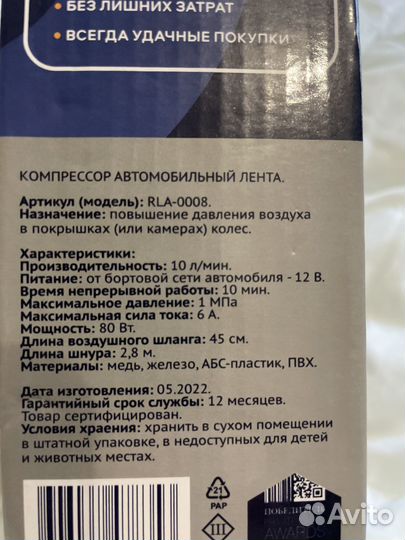 • БЕЗ ЛИШНИХ ЗАТРАТ
• ВСЕГДА УДАЧНЫЕ ПОКУПКИ
КОМПРЕССОР АВТОМОБИЛЬНЫЙ ЛЕНТА.
Артикул (модель): RLA-0008.
Назначение: повышение давления воздуха
в покрышках (или камерах) колес.
Характеристики:
Производительность: 10 л/мин.
Питание: от бортовой сети автомобиля - 12 В.
Время непрерывной работы: 10 мин.
Максимальное давление: 1 МПа
Максимальная сила тока: 6 А.
Мощность: 80 Вт.
Длина воздушного шланга: 45 см.
Длина шнура: 2,8 м.
Материалы: медь, железо, АБС-пластик, ПВХ.
Дата изготовления: 05.2022.
Гарантийный срок службы: 12 месяцев.
Товар сертифицирован.
Условия храения: хранить в сухом помещении
в штатной упаковке, в недоступных для детей
и животных местах.
21
PAP
III
AWARDS
Avito